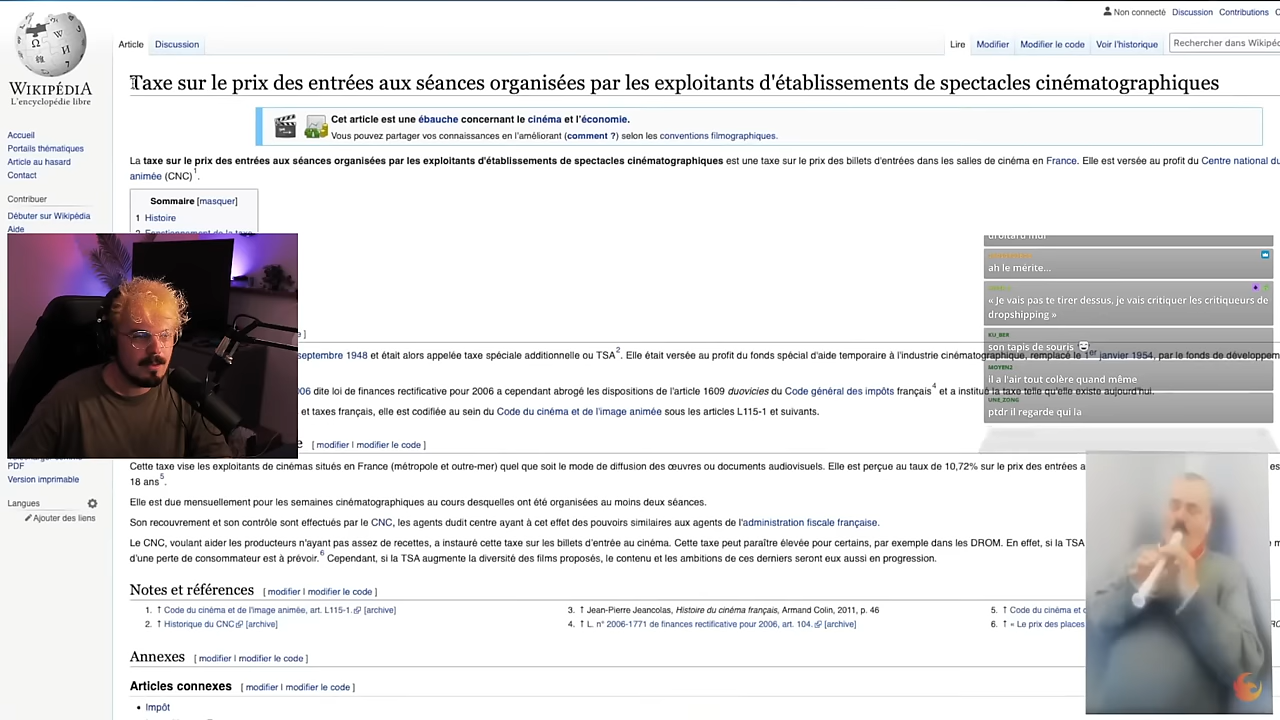 Non connecté Discussion Contributions
WIKIPÉDIA
L'encyclopédie libre
Article Discussion
Lire Modifier Modifier le code Voir l'historique
Rechercher dans Wikipéd
Taxe sur le prix des entrées aux séances organisées par les exploitants d'établissements de spectacles cinématographiques
Cet article est une ébauche concernant le cinéma et l'économie.
Vous pouvez partager vos connaissances en l'améliorant (comment ?) selon les conventions filmographiques.
Accueil
Portails thématiques
Article au hasard
Contact
Contribuer
Débuter sur Wikipédia
Aide
La taxe sur le prix des entrées aux séances organisées par les exploitants d'établissements de spectacles cinématographiques est une taxe sur le prix des billets d'entrées dans les salles de cinéma en France. Elle est versée au profit du Centre national du
animée (CNC)1.
Sommaire [masquer]
1 Histoire
2 Fonctionnement de la taxe
droitard moi
ah le mérite...
« Je vais pas te tirer dessus, je vais critiquer les critiqueurs de
dropshipping »
KU_BER
son tapis de souris
MOYEN2
il a l'air tout colère quand même
UNE_ZONG
ptdr il regarde qui la
septembre 1948 et était alors appelée taxe spéciale additionnelle ou TSA2. Elle était versée au profit du fonds spécial d'aide temporaire à l'industrie cinématographique, remplacé le 1er janvier 1954, par le fonds de développem
06 dite loi de finances rectificative pour 2006 a cependant abrogé les dispositions de l'article 1609 duovicies du Code général des impôts français4 et a institué la taxe telle qu'elle existe aujourd'hui.
et taxes français, elle est codifiée au sein du Code du cinéma et de l'image animée sous les articles L115-1 et suivants.
e [ modifier | modifier le code ]
Cette taxe vise les exploitants de cinémas situés en France (métropole et outre-mer) quel que soit le mode de diffusion des œuvres ou documents audiovisuels. Elle est perçue au taux de 10,72% sur le prix des entrées a
18 ans5.
Elle est due mensuellement pour les semaines cinématographiques au cours desquelles ont été organisées au moins deux séances.
Son recouvrement et son contrôle sont effectués par le CNC, les agents dudit centre ayant à cet effet des pouvoirs similaires aux agents de l'administration fiscale française.
Le CNC, voulant aider les producteurs n'ayant pas assez de recettes, a instauré cette taxe sur les billets d'entrée au cinéma. Cette taxe peut paraître élevée pour certains, par exemple dans les DROM. En effet, si la TSA
d'une perte de consommateur est à prévoir.6 Cependant, si la TSA augmente la diversité des films proposés, le contenu et les ambitions de ces derniers seront eux aussi en progression.
PDF
Version imprimable
Langues
Ajouter des liens
Notes et références [ modifier | modifier le code ]
1. ↑ Code du cinéma et de l'image animée, art. L115-1. [archive]
2. ↑ Historique du CNC [archive]
3. ↑ Jean-Pierre Jeancolas, Histoire du cinéma français, Armand Colin, 2011, p. 46
4. ↑ L. n° 2006-1771 de finances rectificative pour 2006, art. 104. [archive]
5. ↑ Code du cinéma et d
6. ↑ « Le prix des places
Annexes [ modifier | modifier le code ]
Articles connexes [ modifier | modifier le code ]
• Impôt